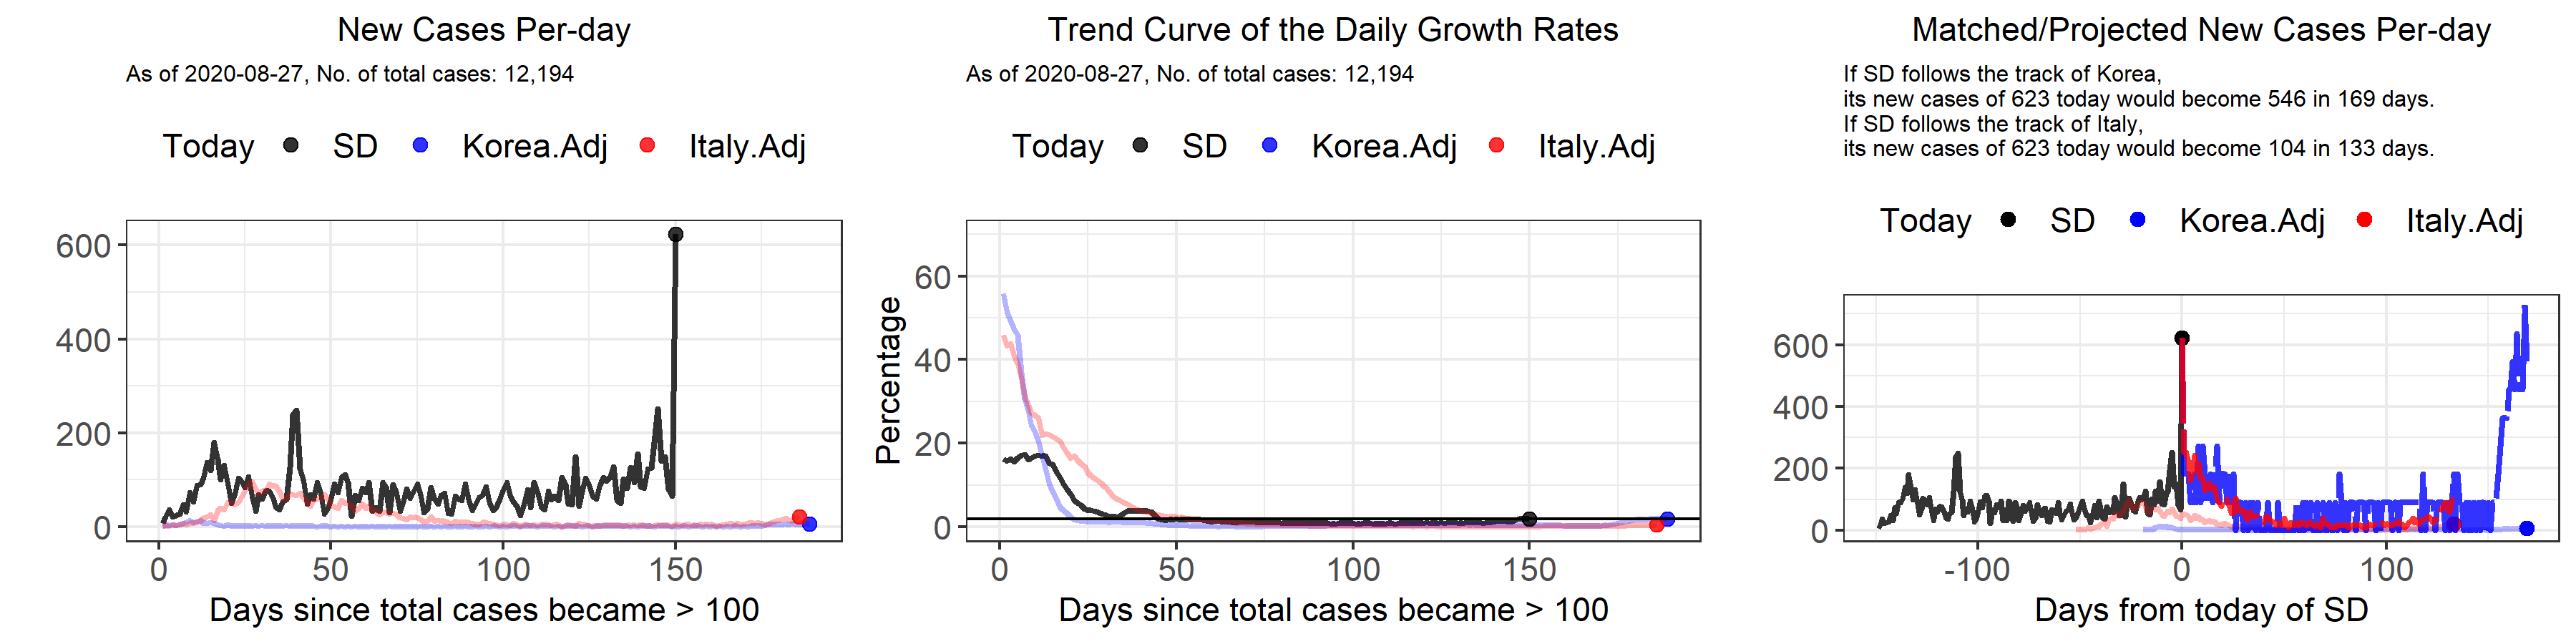 New Cases Per-day
As of 2020-08-27, No. of total cases: 12,194
Today SD Korea.Adj Italy.Adj
600
400
200
0
0 50 100 150
Days since total cases became > 100
Trend Curve of the Daily Growth Rates
As of 2020-08-27, No. of total cases: 12,194
Today SD Korea.Adj Italy.Adj
Percentage
60
40
20
0
0 50 100 150
Days since total cases became > 100
Matched/Projected New Cases Per-day
If SD follows the track of Korea,
its new cases of 623 today would become 546 in 169 days.
If SD follows the track of Italy,
its new cases of 623 today would become 104 in 133 days.
Today SD Korea.Adj Italy.Adj
600
400
200
0
-100 0 100
Days from today of SD